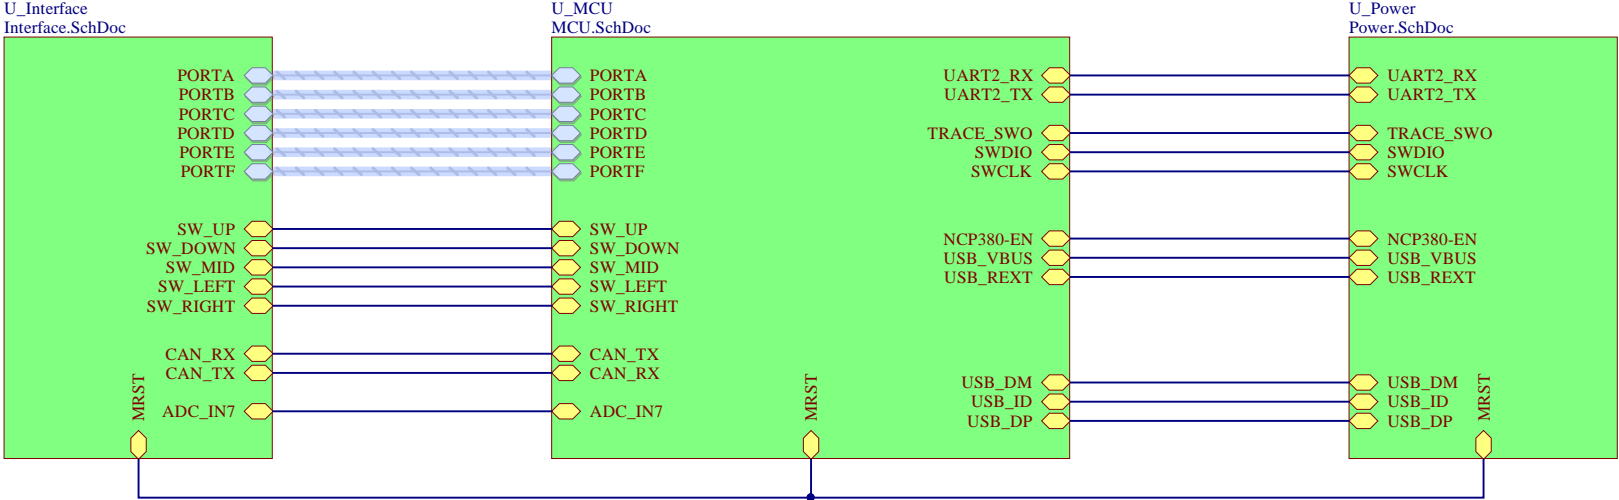 U_Interface
Interface.SchDoc
PORTA
PORTB
PORTC
PORTD
PORTE
PORTF
SW_UP
SW_DOWN
SW_MID
SW_LEFT
SW_RIGHT
CAN_RX
CAN_TX
ADC_IN7
MRST
U_MCU
MCU.SchDoc
PORTA
PORTB
PORTC
PORTD
PORTE
PORTF
SW_UP
SW_DOWN
SW_MID
SW_LEFT
SW_RIGHT
CAN_TX
CAN_RX
ADC_IN7
MRST
UART2_RX
UART2_TX
TRACE_SWO
SWDIO
SWCLK
NCP380-EN
USB_VBUS
USB_REXT
USB_DM
USB_ID
USB_DP
U_Power
Power.SchDoc
UART2_RX
UART2_TX
TRACE_SWO
SWDIO
SWCLK
NCP380-EN
USB_VBUS
USB_REXT
USB_DM
USB_ID
USB_DP
MRST